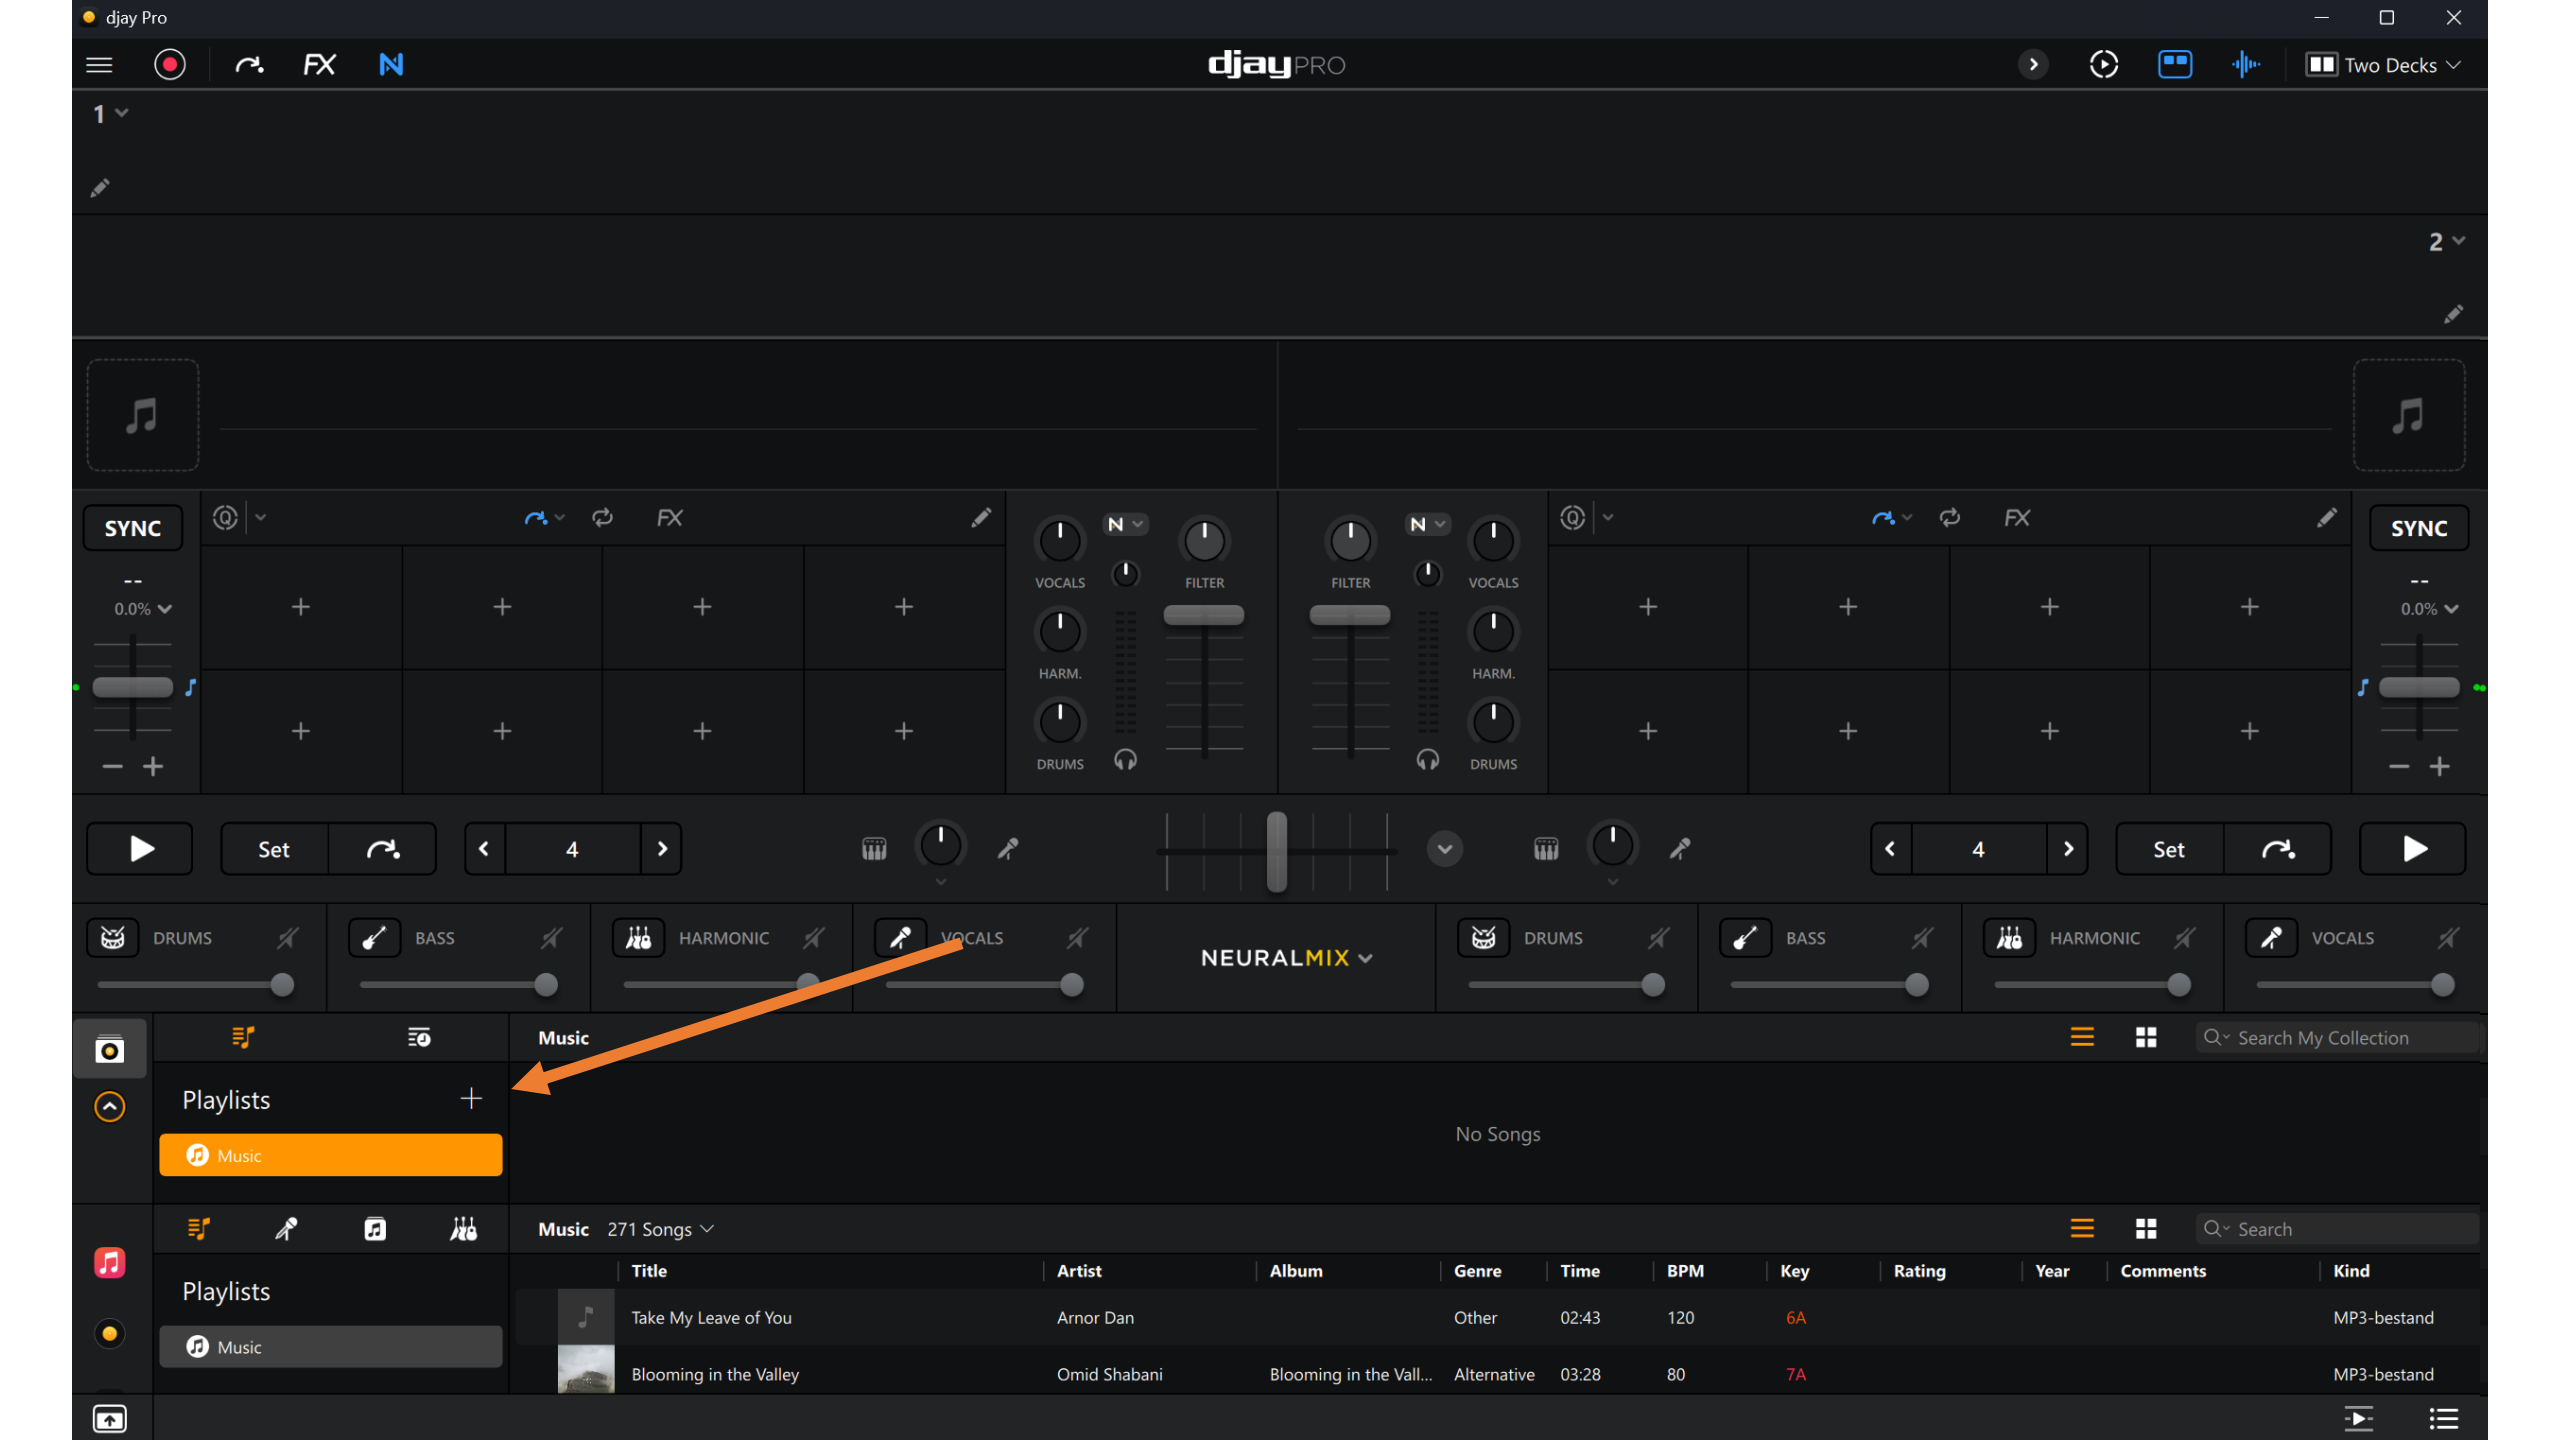 djay Pro
FX
djay PRO
Two Decks
1
2
SYNC
FX
N
N
FX
SYNC
VOCALS
FILTER
FILTER
VOCALS
--
0.0%
--
0.0%
HARM.
HARM.
DRUMS
DRUMS
Set
4
4
Set
DRUMS
BASS
HARMONIC
VOCALS
NEURALMIX
DRUMS
BASS
HARMONIC
VOCALS
Music
Search My Collection
Playlists
Music
No Songs
Music 271 Songs
Search
Playlists
Music
Title Artist Album Genre Time BPM Key Rating Year Comments Kind
Take My Leave of You Arnor Dan Other 02:43 120 6A MP3-bestand
Blooming in the Valley Omid Shabani Blooming in the Vall... Alternative 03:28 80 7A MP3-bestand